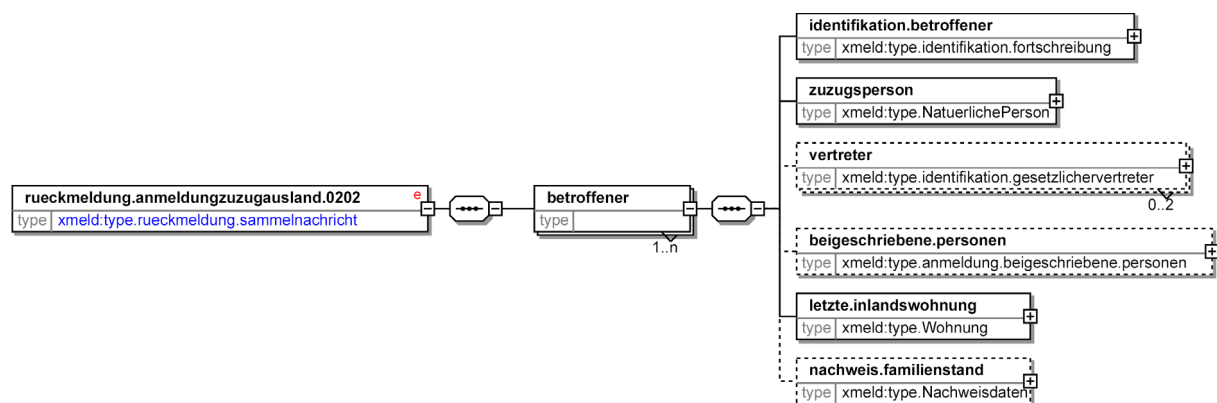 identifikation.betroffener
type xmeld:type.identifikation.fortschreibung
zuzugsperson
type xmeld:type.NatuerlichePerson
vertreter
type xmeld:type.identifikation.gesetzlichervertreter
0..2
rueckmeldung.anmeldungzuzugausland.0202 e
type xmeld:type.rueckmeldung.sammelnachricht
betroffener
type
1..n
beigeschriebene.personen
type xmeld:type.anmeldung.beigeschriebene.personen
letzte.inlandswohnung
type xmeld:type.Wohnung
nachweis.familienstand
type xmeld:type.Nachweisdaten